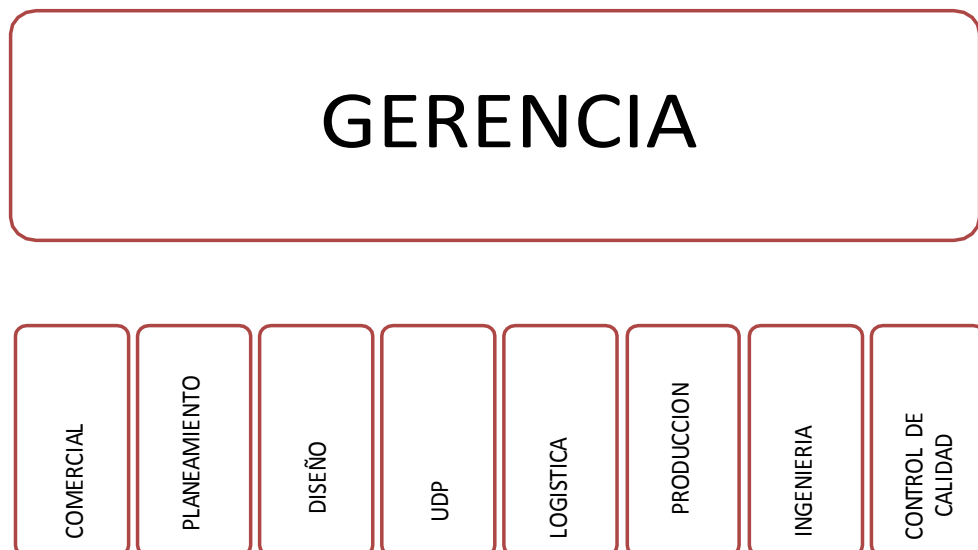 GERENCIA
COMERCIAL
PLANEAMIENTO
DISEÑO
UDP
LOGISTICA
PRODUCCION
INGENIERIA
CONTROL DE
CALIDAD